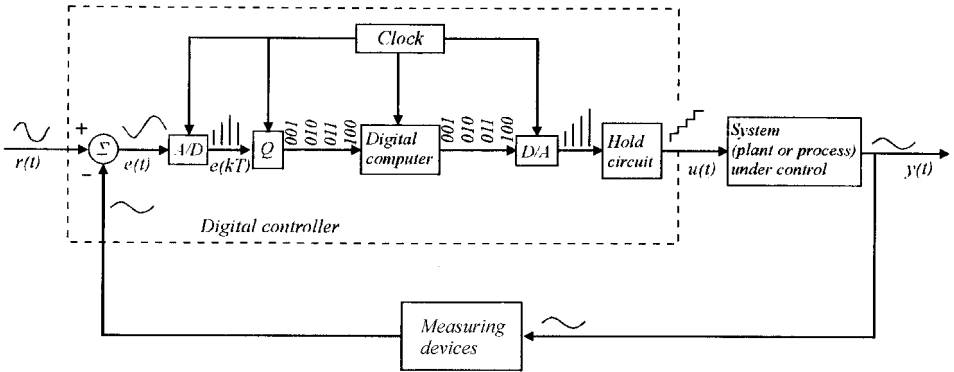 Clock
+
r(t)
Σ
−
e(t)
A/D
e(kT)
Q
001
010
011
100
Digital
computer
001
010
011
100
D/A
Hold
circuit
u(t)
System
(plant or process)
under control
y(t)
Digital controller
Measuring
devices